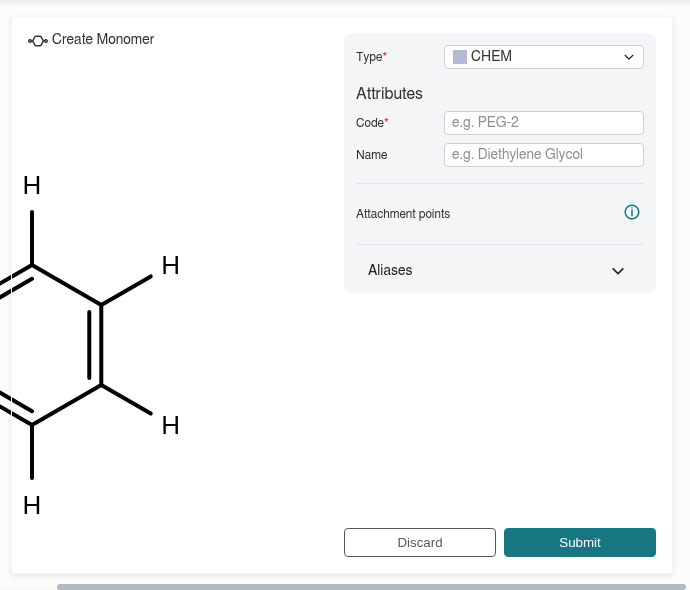 Create Monomer
Type* CHEM
Attributes
Code* e.g. PEG-2
Name e.g. Diethylene Glycol
Attachment points
Aliases
H
H
H
H
Discard Submit